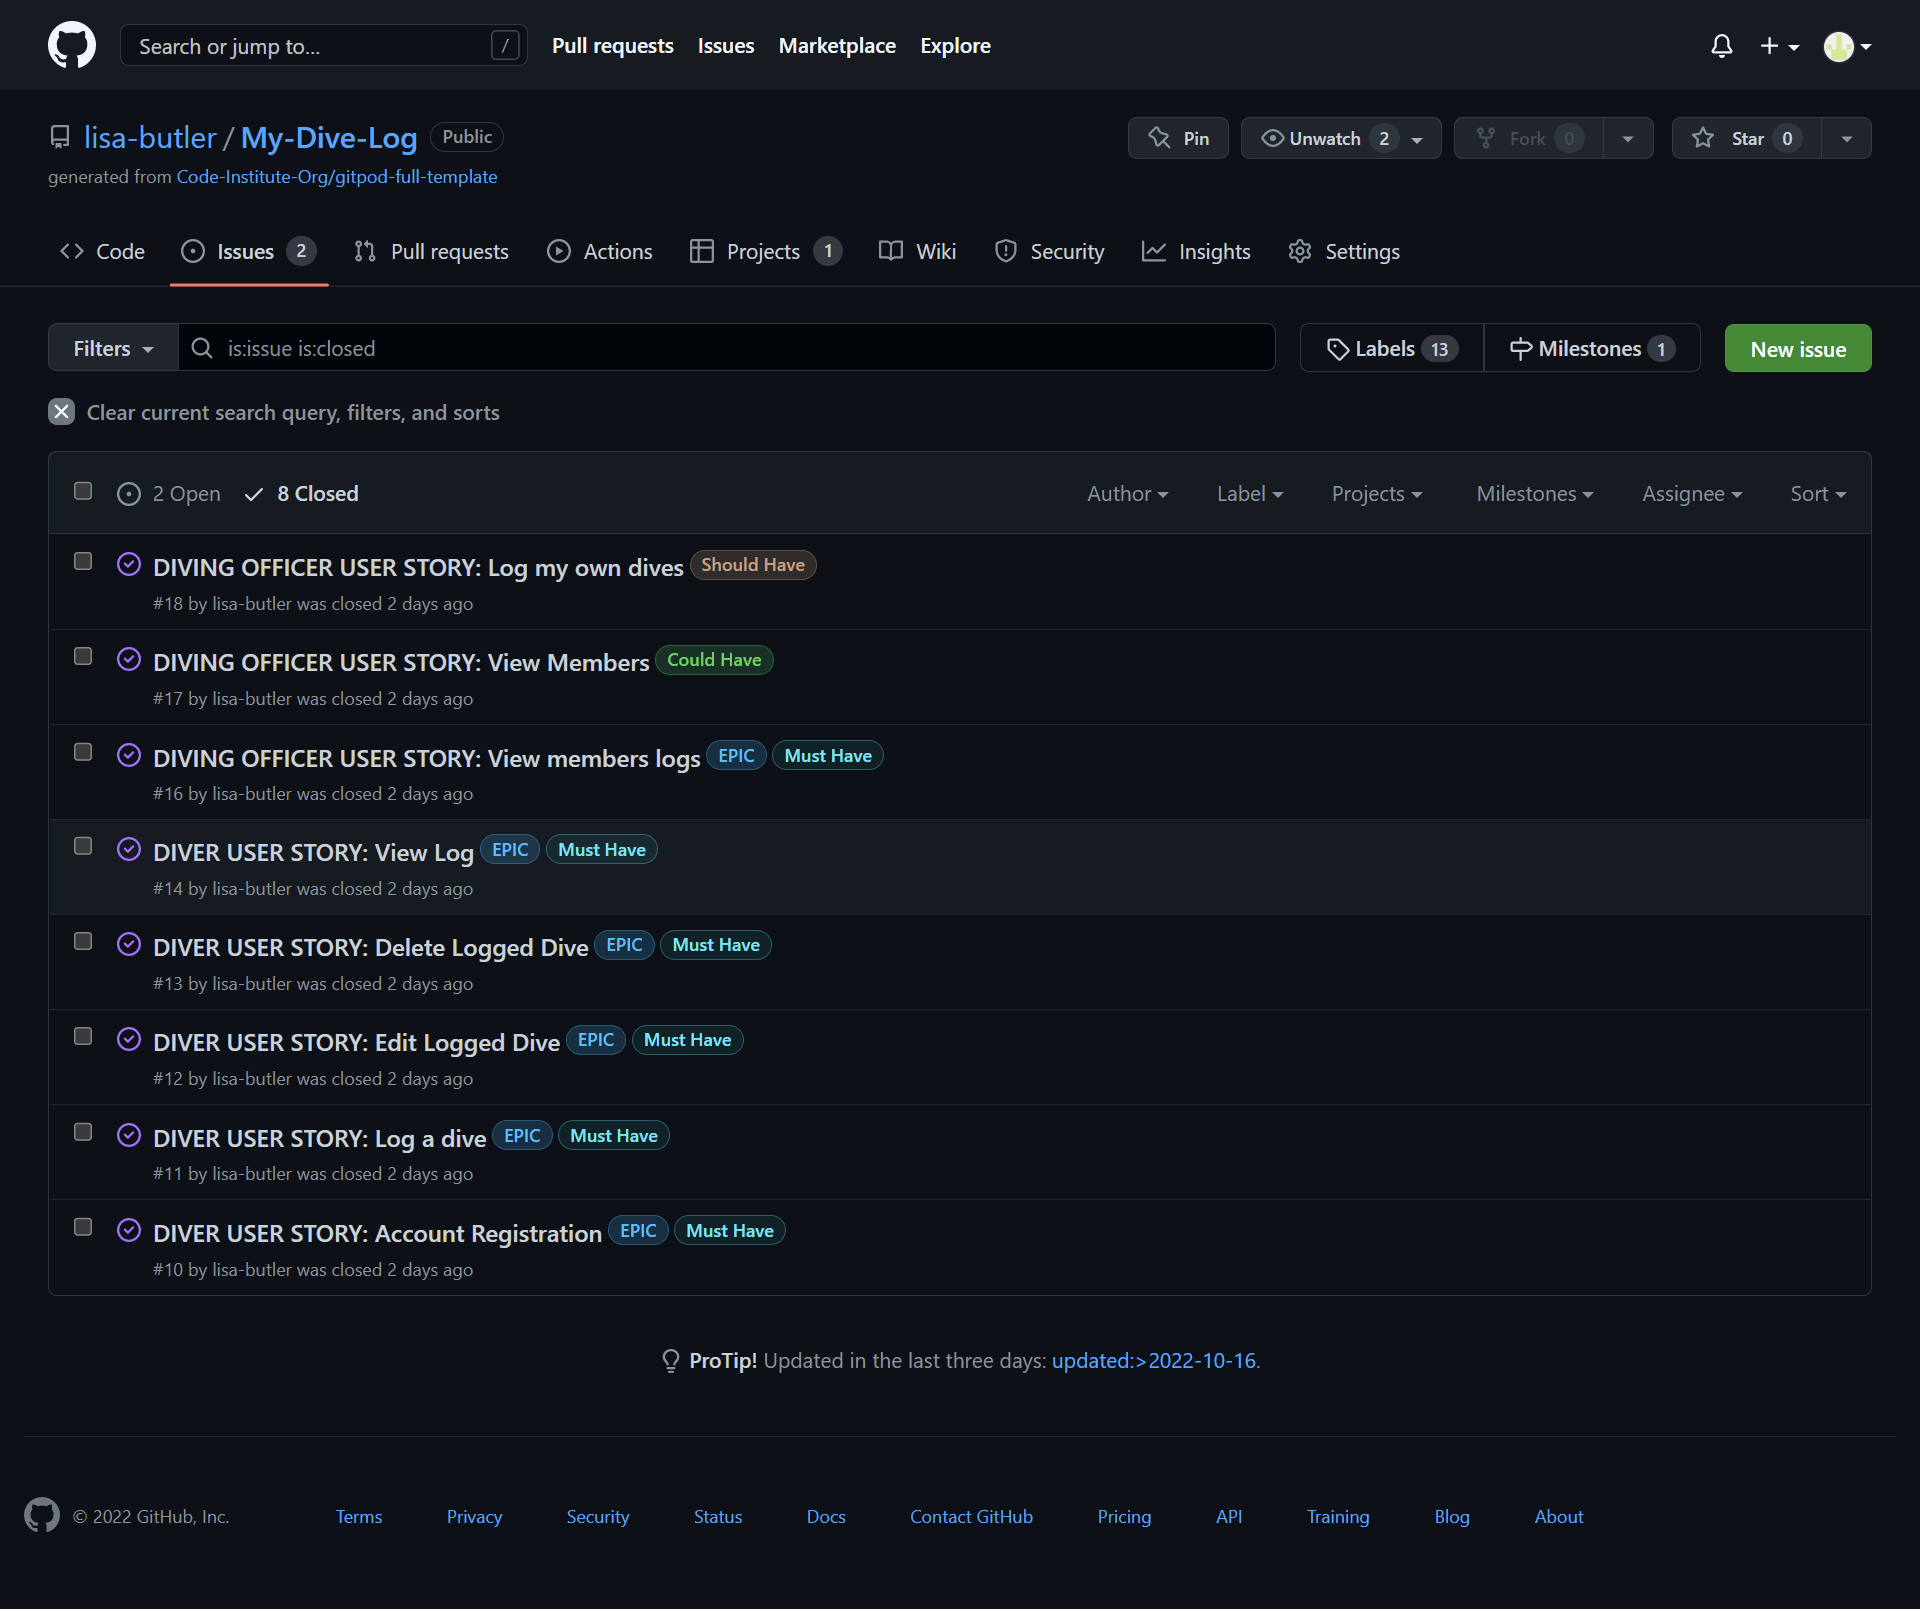 Search or jump to... / Pull requests Issues Marketplace Explore
lisa-butler / My-Dive-Log Public Pin Unwatch 2 Fork 0 Star 0
generated from Code-Institute-Org/gitpod-full-template
Code Issues 2 Pull requests Actions Projects 1 Wiki Security Insights Settings
Filters is:issue is:closed Labels 13 Milestones 1 New issue
Clear current search query, filters, and sorts
2 Open 8 Closed Author Label Projects Milestones Assignee Sort
DIVING OFFICER USER STORY: Log my own dives Should Have
#18 by lisa-butler was closed 2 days ago
DIVING OFFICER USER STORY: View Members Could Have
#17 by lisa-butler was closed 2 days ago
DIVING OFFICER USER STORY: View members logs EPIC Must Have
#16 by lisa-butler was closed 2 days ago
DIVER USER STORY: View Log EPIC Must Have
#14 by lisa-butler was closed 2 days ago
DIVER USER STORY: Delete Logged Dive EPIC Must Have
#13 by lisa-butler was closed 2 days ago
DIVER USER STORY: Edit Logged Dive EPIC Must Have
#12 by lisa-butler was closed 2 days ago
DIVER USER STORY: Log a dive EPIC Must Have
#11 by lisa-butler was closed 2 days ago
DIVER USER STORY: Account Registration EPIC Must Have
#10 by lisa-butler was closed 2 days ago
ProTip! Updated in the last three days: updated:>2022-10-16.
© 2022 GitHub, Inc. Terms Privacy Security Status Docs Contact GitHub Pricing API Training Blog About